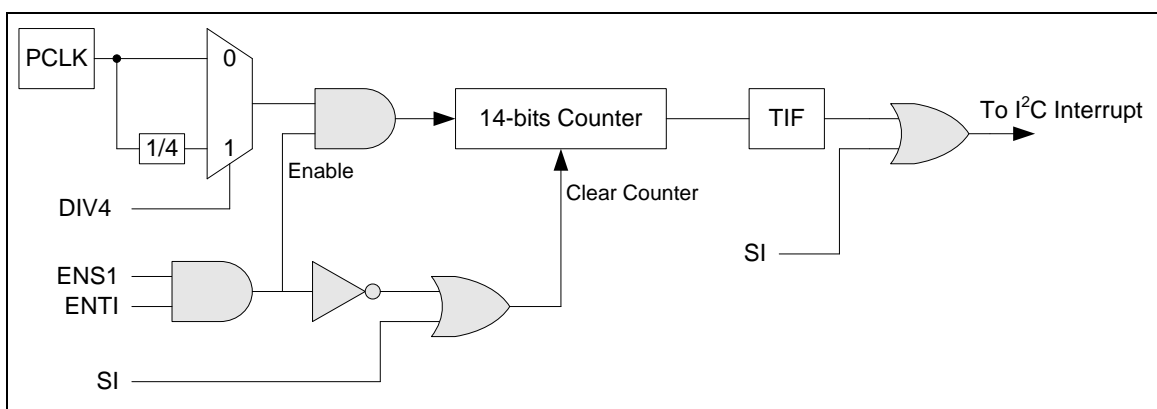 PCLK
0
1/4
1
Enable
DIV4
ENS1
ENTI
SI
14-bits Counter
Clear Counter
TIF
SI
To I²C Interrupt